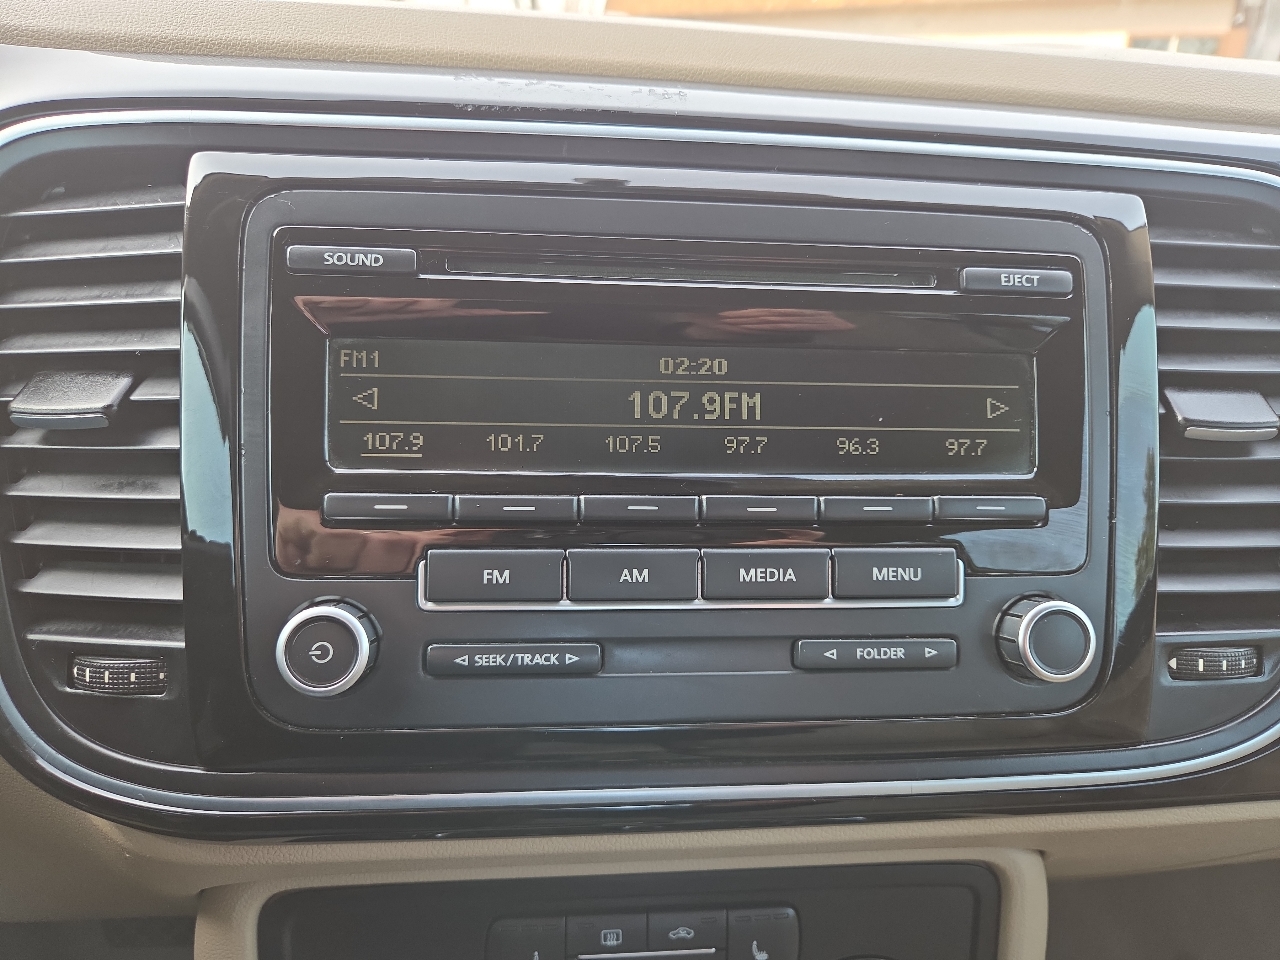 SOUND
EJECT
FM1 02:20
107.9FM
107.9 101.7 107.5 97.7 96.3 97.7
FM AM MEDIA MENU
SEEK/TRACK FOLDER